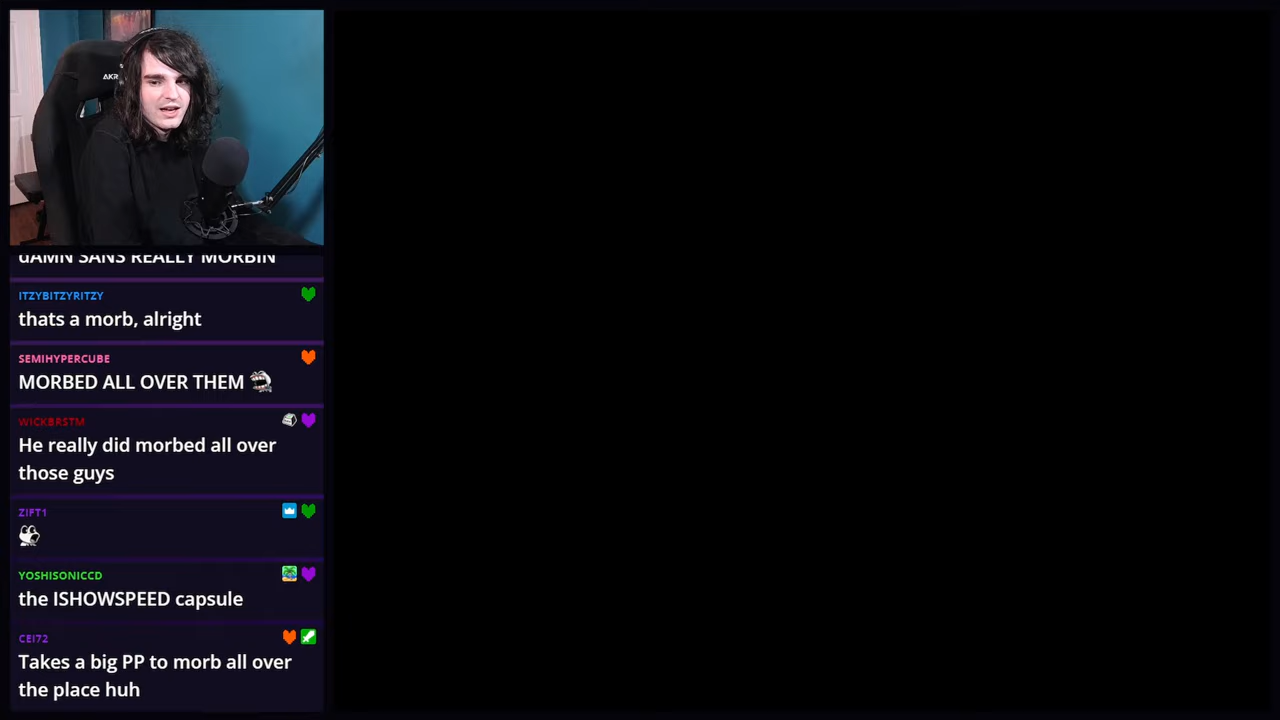 AKR
dAMN SANS REALLY MORBIN
ITZYBITZYRITZY
thats a morb, alright
SEMIHYPERCUBE
MORBED ALL OVER THEM
WICKBRSTM
He really did morbed all over
those guys
ZIFT1
YOSHISONICCD
the ISHOWSPEED capsule
CEI72
Takes a big PP to morb all over
the place huh